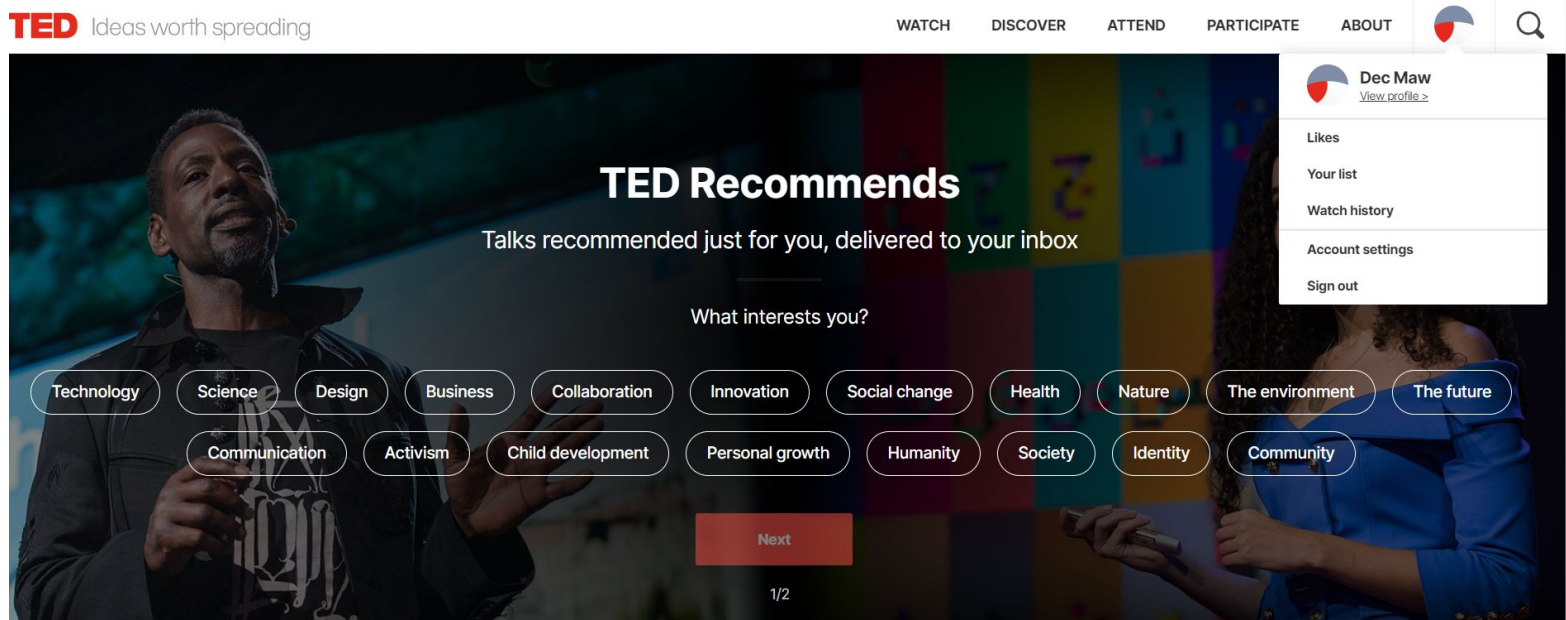 TED Ideas worth spreading
WATCH DISCOVER ATTEND PARTICIPATE ABOUT
Dec Maw
View profile >
Likes
Your list
Watch history
Account settings
Sign out
TED Recommends
Talks recommended just for you, delivered to your inbox
What interests you?
Technology Science Design Business Collaboration Innovation Social change Health Nature The environment The future
Communication Activism Child development Personal growth Humanity Society Identity Community
Next
1/2